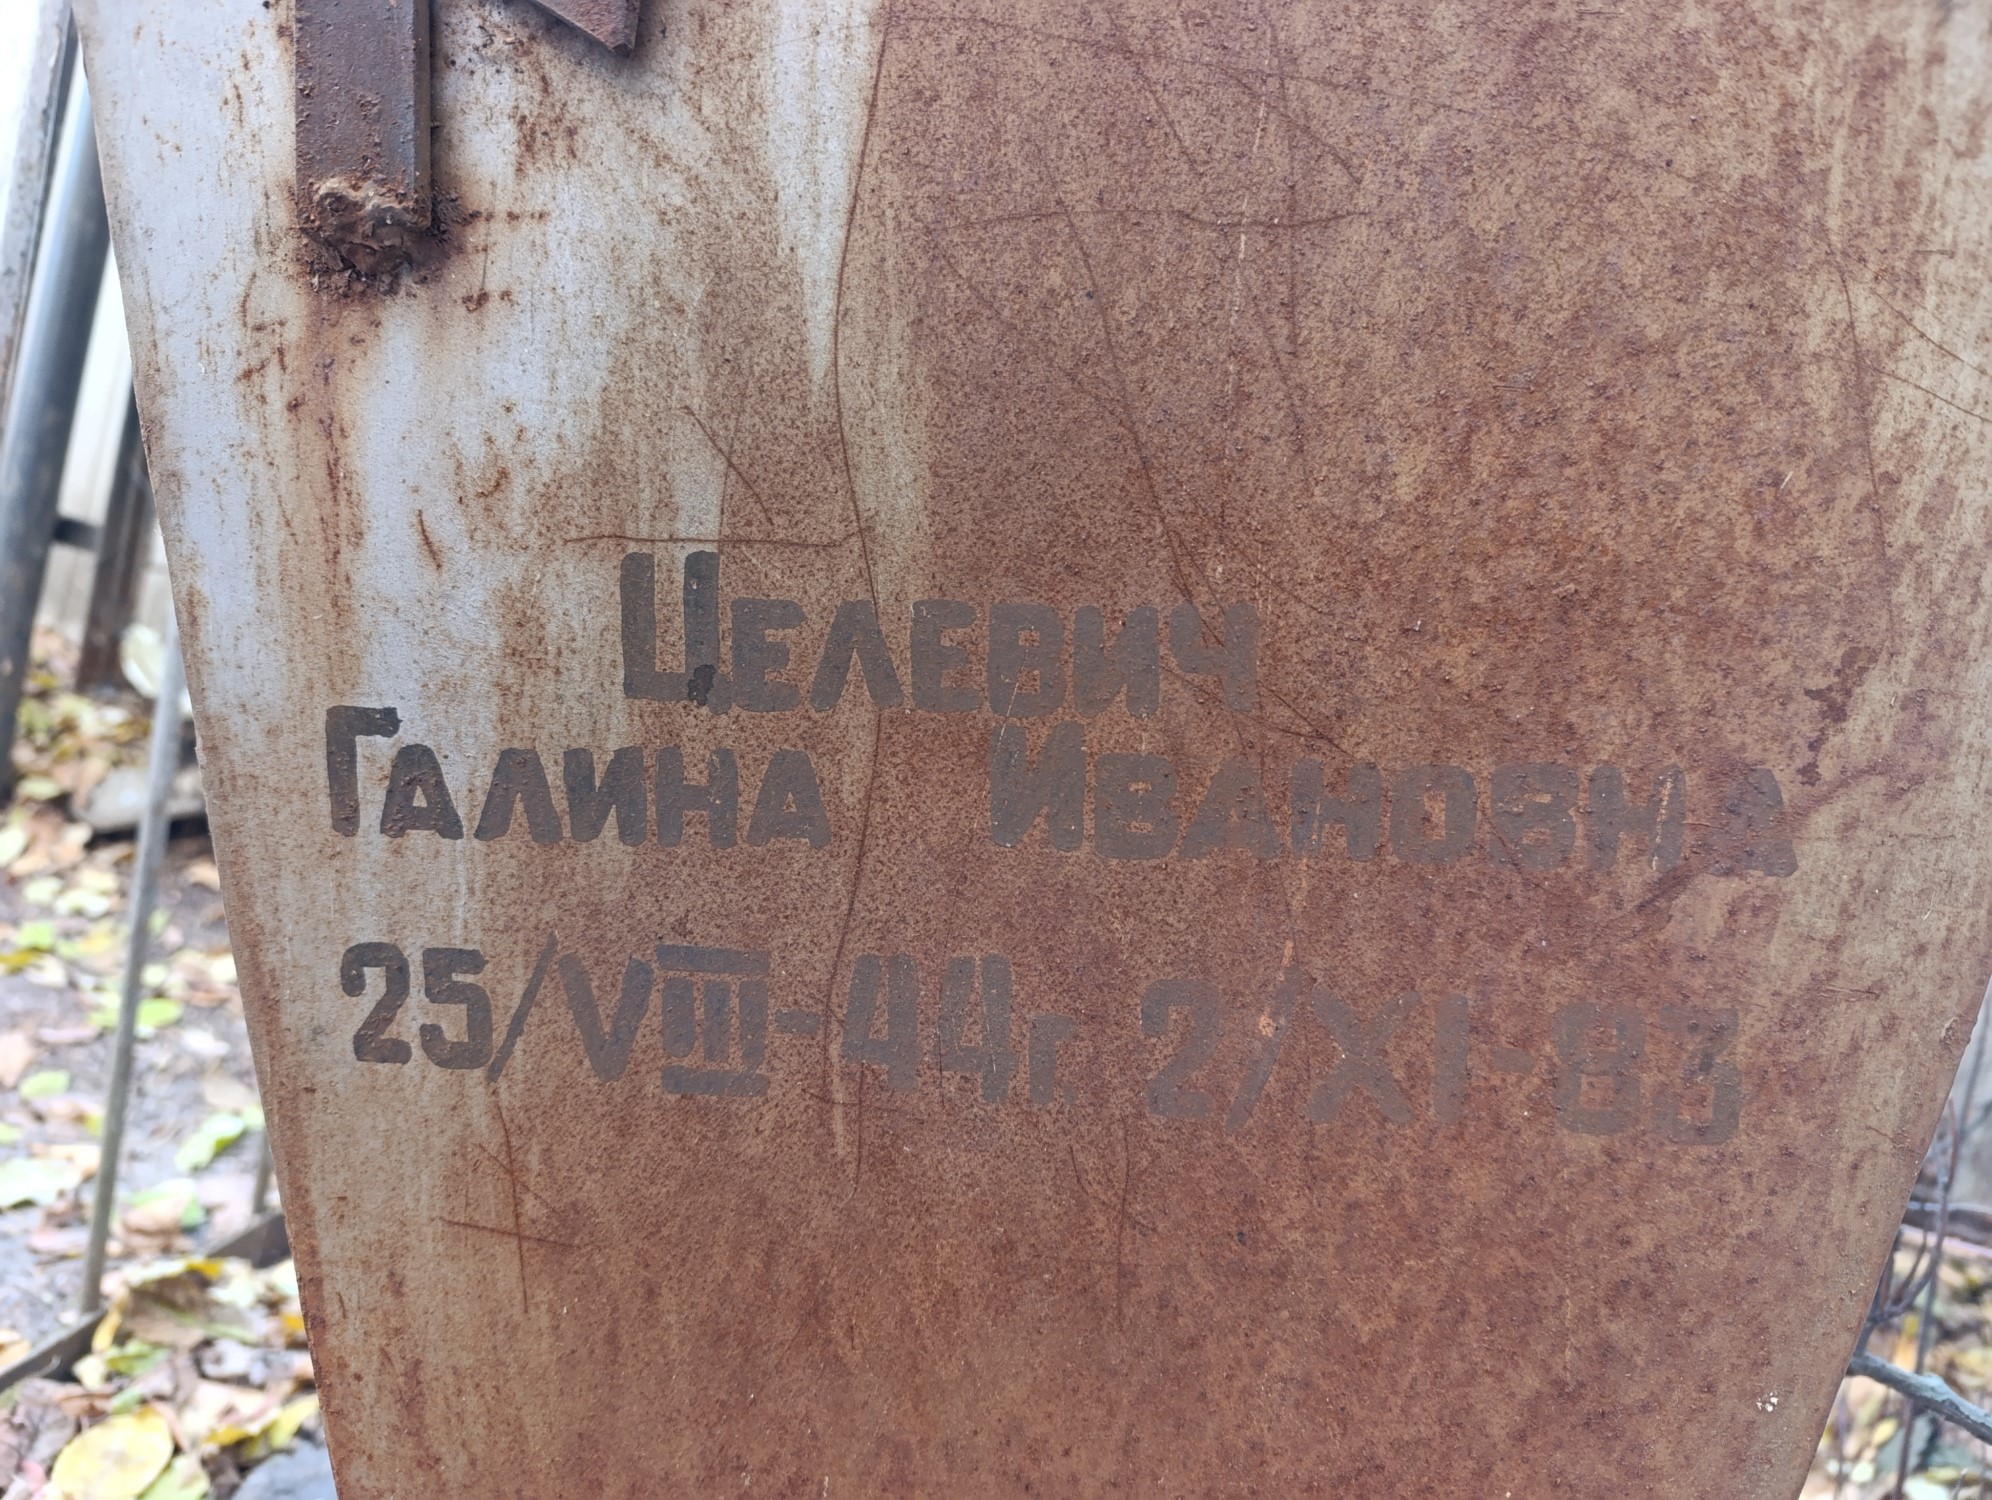 Целевич
Галина Ивановна
25/VIII-44г. 2/XI-83